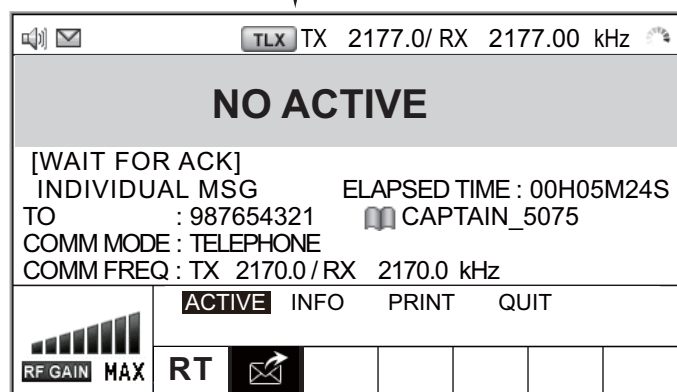 TLX TX 2177.0/ RX 2177.00 kHz
NO ACTIVE
[WAIT FOR ACK]
INDIVIDUAL MSG ELAPSED TIME : 00H05M24S
TO : 987654321 CAPTAIN_5075
COMM MODE : TELEPHONE
COMM FREQ : TX 2170.0 / RX 2170.0 kHz
ACTIVE INFO PRINT QUIT
RF GAIN MAX RT